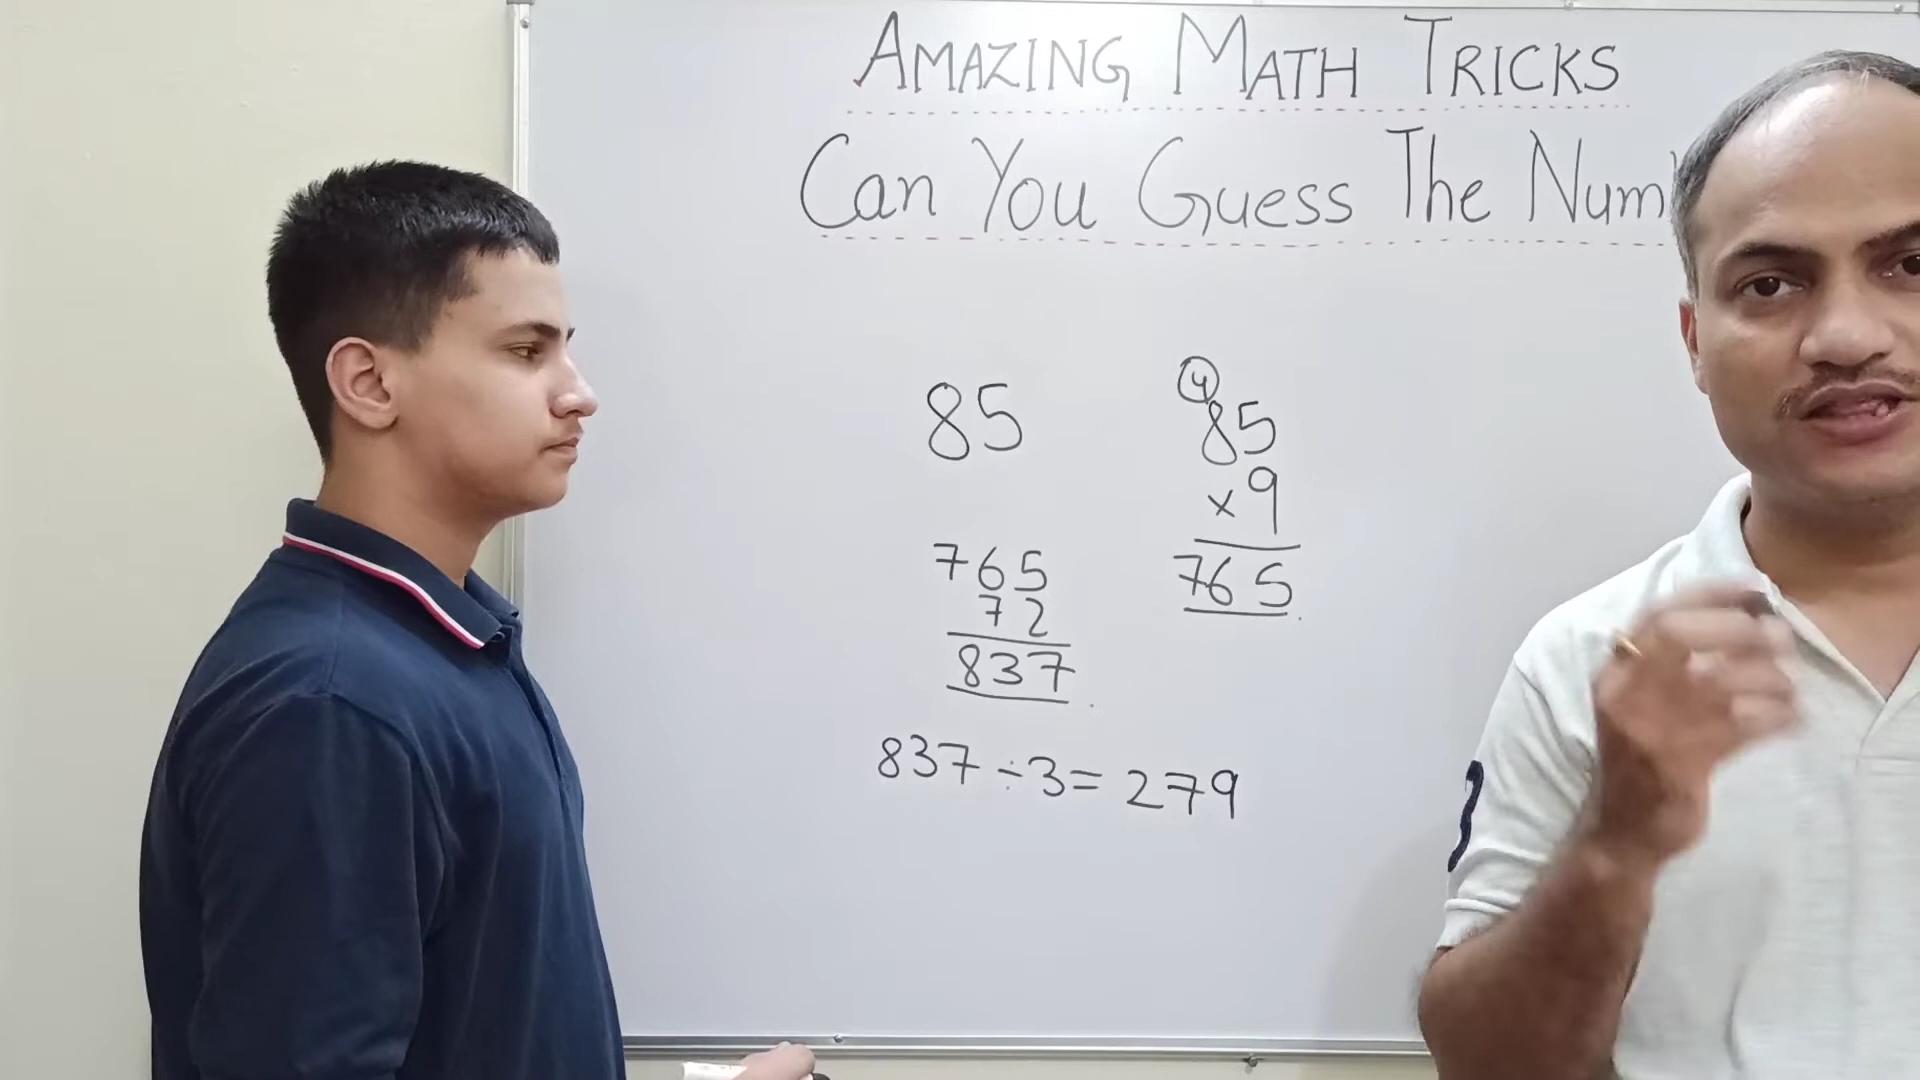 AMAZING MATH TRICKS
Can You Guess The Num
85
765
72
837
4
85
×9
765
837 ÷ 3 = 279